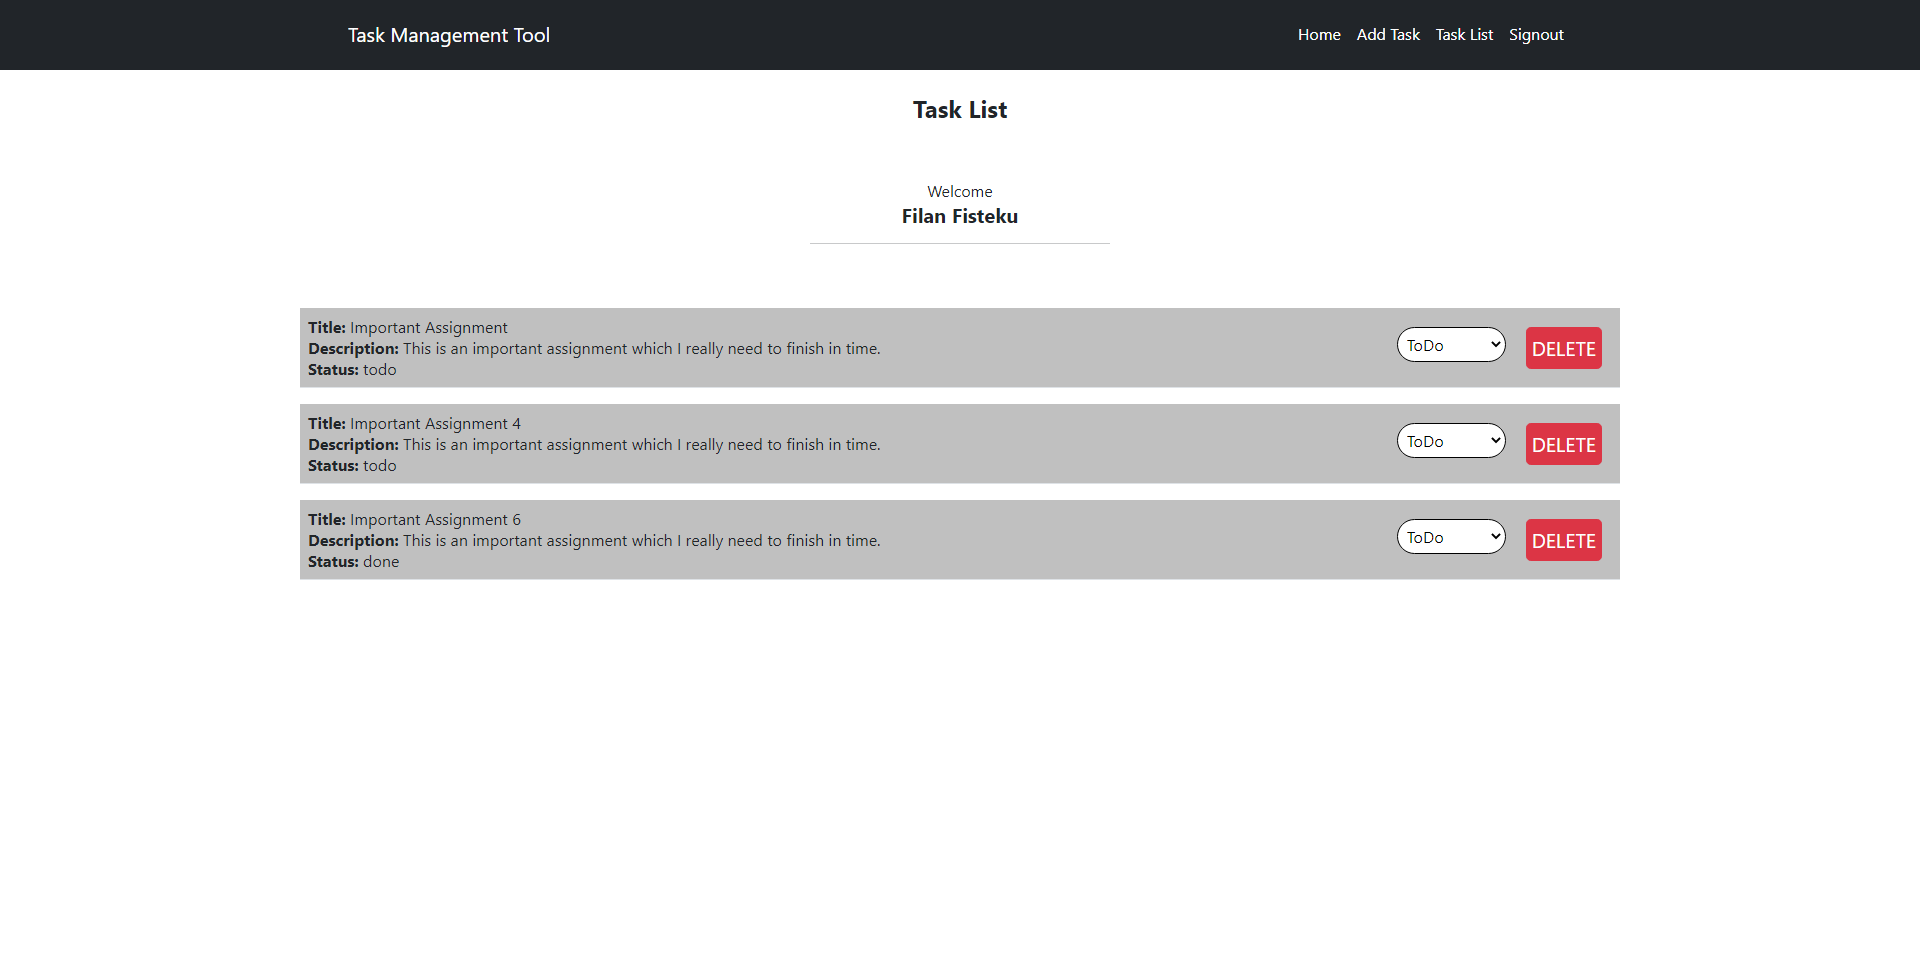 Task Management Tool
Home Add Task Task List Signout
Task List
Welcome
Filan Fisteku
Title: Important Assignment
Description: This is an important assignment which I really need to finish in time.
Status: todo
ToDo
DELETE
Title: Important Assignment 4
Description: This is an important assignment which I really need to finish in time.
Status: todo
ToDo
DELETE
Title: Important Assignment 6
Description: This is an important assignment which I really need to finish in time.
Status: done
ToDo
DELETE